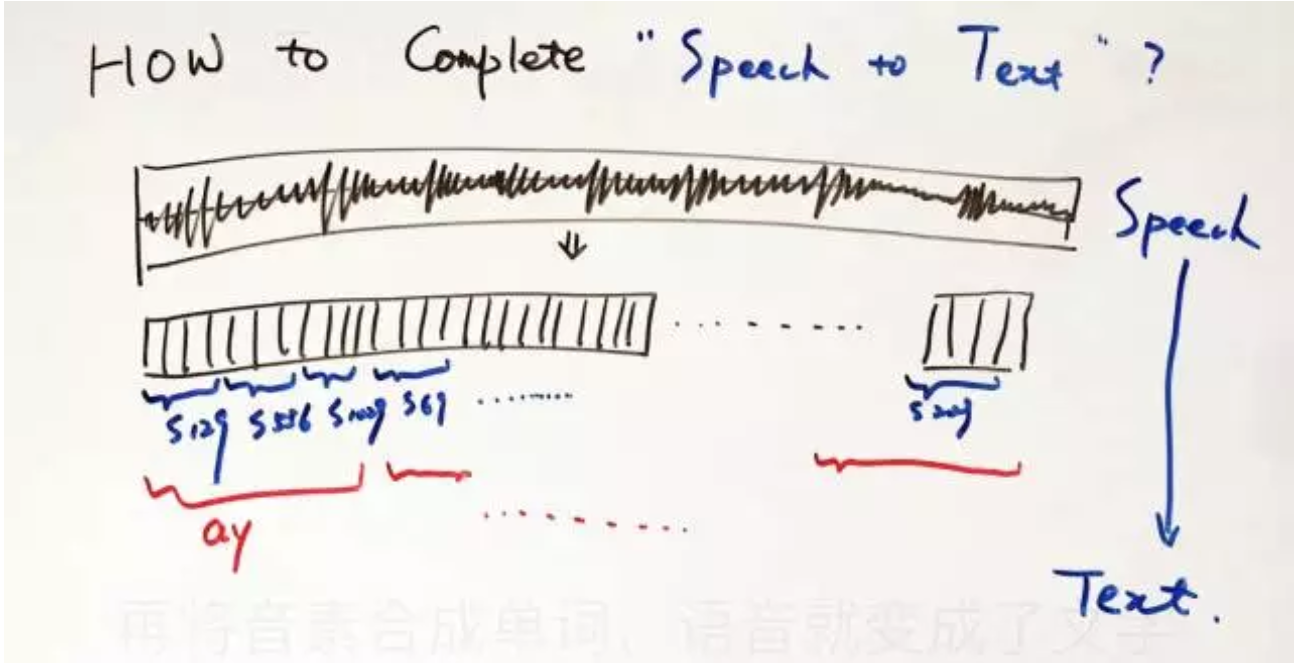 HOW to Complete "Speech to Text"?
Speech
S129 S556 S1029 S69 ........
S209
ay
Text.
再将音素合成单词，语音就变成了文字